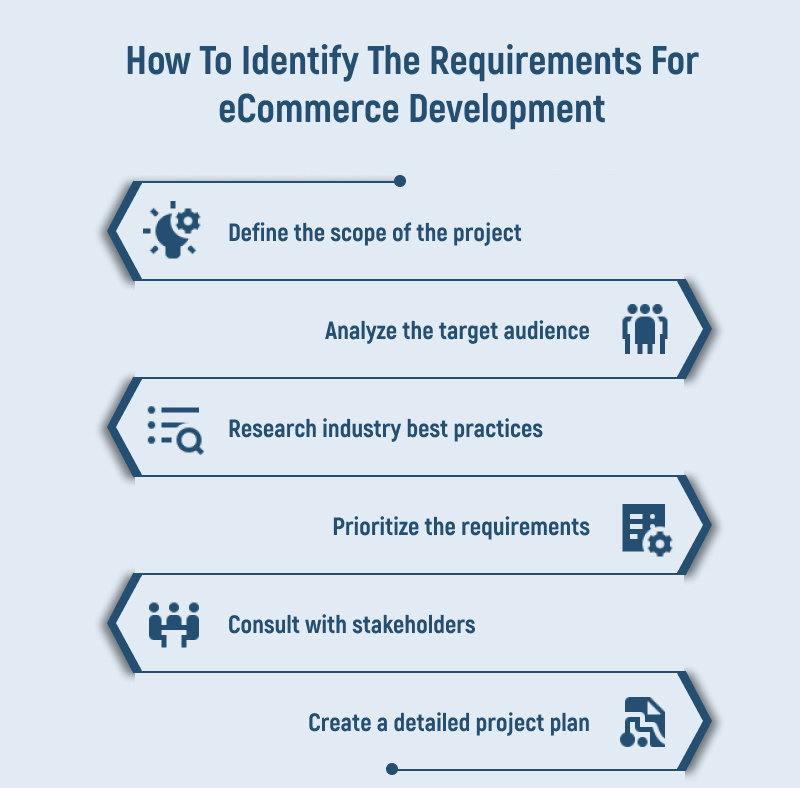 How To Identify The Requirements For
eCommerce Development
Define the scope of the project
Analyze the target audience
Research industry best practices
Prioritize the requirements
Consult with stakeholders
Create a detailed project plan